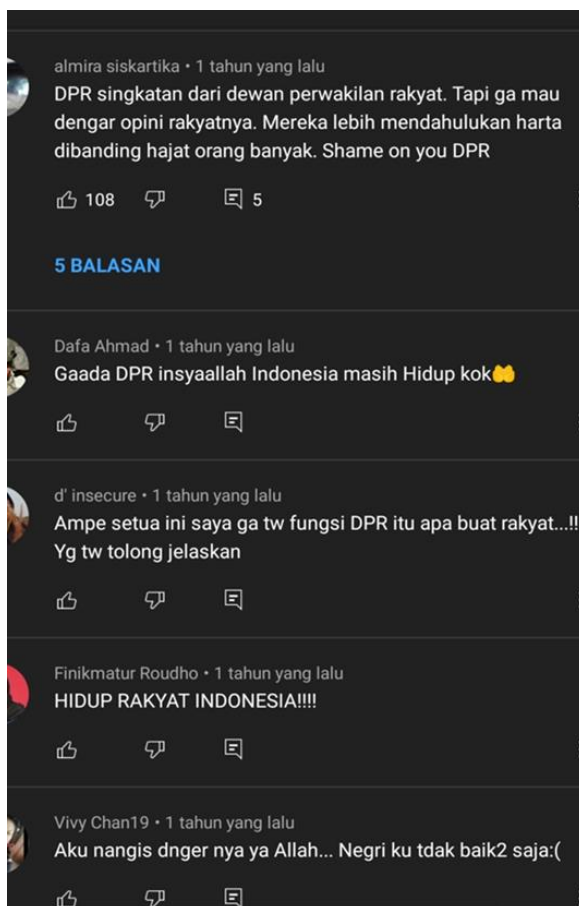 almira siskartika • 1 tahun yang lalu
DPR singkatan dari dewan perwakilan rakyat. Tapi ga mau
dengar opini rakyatnya. Mereka lebih mendahulukan harta
dibanding hajat orang banyak. Shame on you DPR
108 5
5 BALASAN
Dafa Ahmad • 1 tahun yang lalu
Gaada DPR insyaallah Indonesia masih Hidup kok🤲
d' insecure • 1 tahun yang lalu
Ampe setua ini saya ga tw fungsi DPR itu apa buat rakyat...!!
Yg tw tolong jelaskan
Finikmatur Roudho • 1 tahun yang lalu
HIDUP RAKYAT INDONESIA!!!!
Vivy Chan19 • 1 tahun yang lalu
Aku nangis dnger nya ya Allah... Negri ku tdak baik2 saja:(